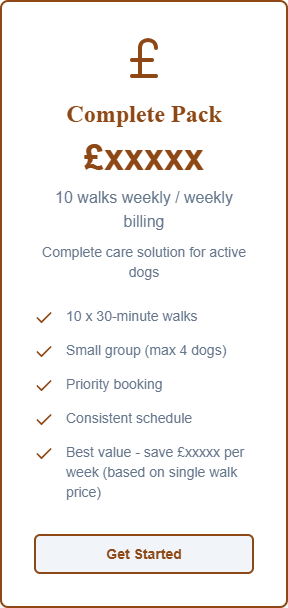 £
Complete Pack
£xxxxx
10 walks weekly / weekly
billing
Complete care solution for active
dogs
10 x 30-minute walks
Small group (max 4 dogs)
Priority booking
Consistent schedule
Best value - save £xxxxx per
week (based on single walk
price)
Get Started